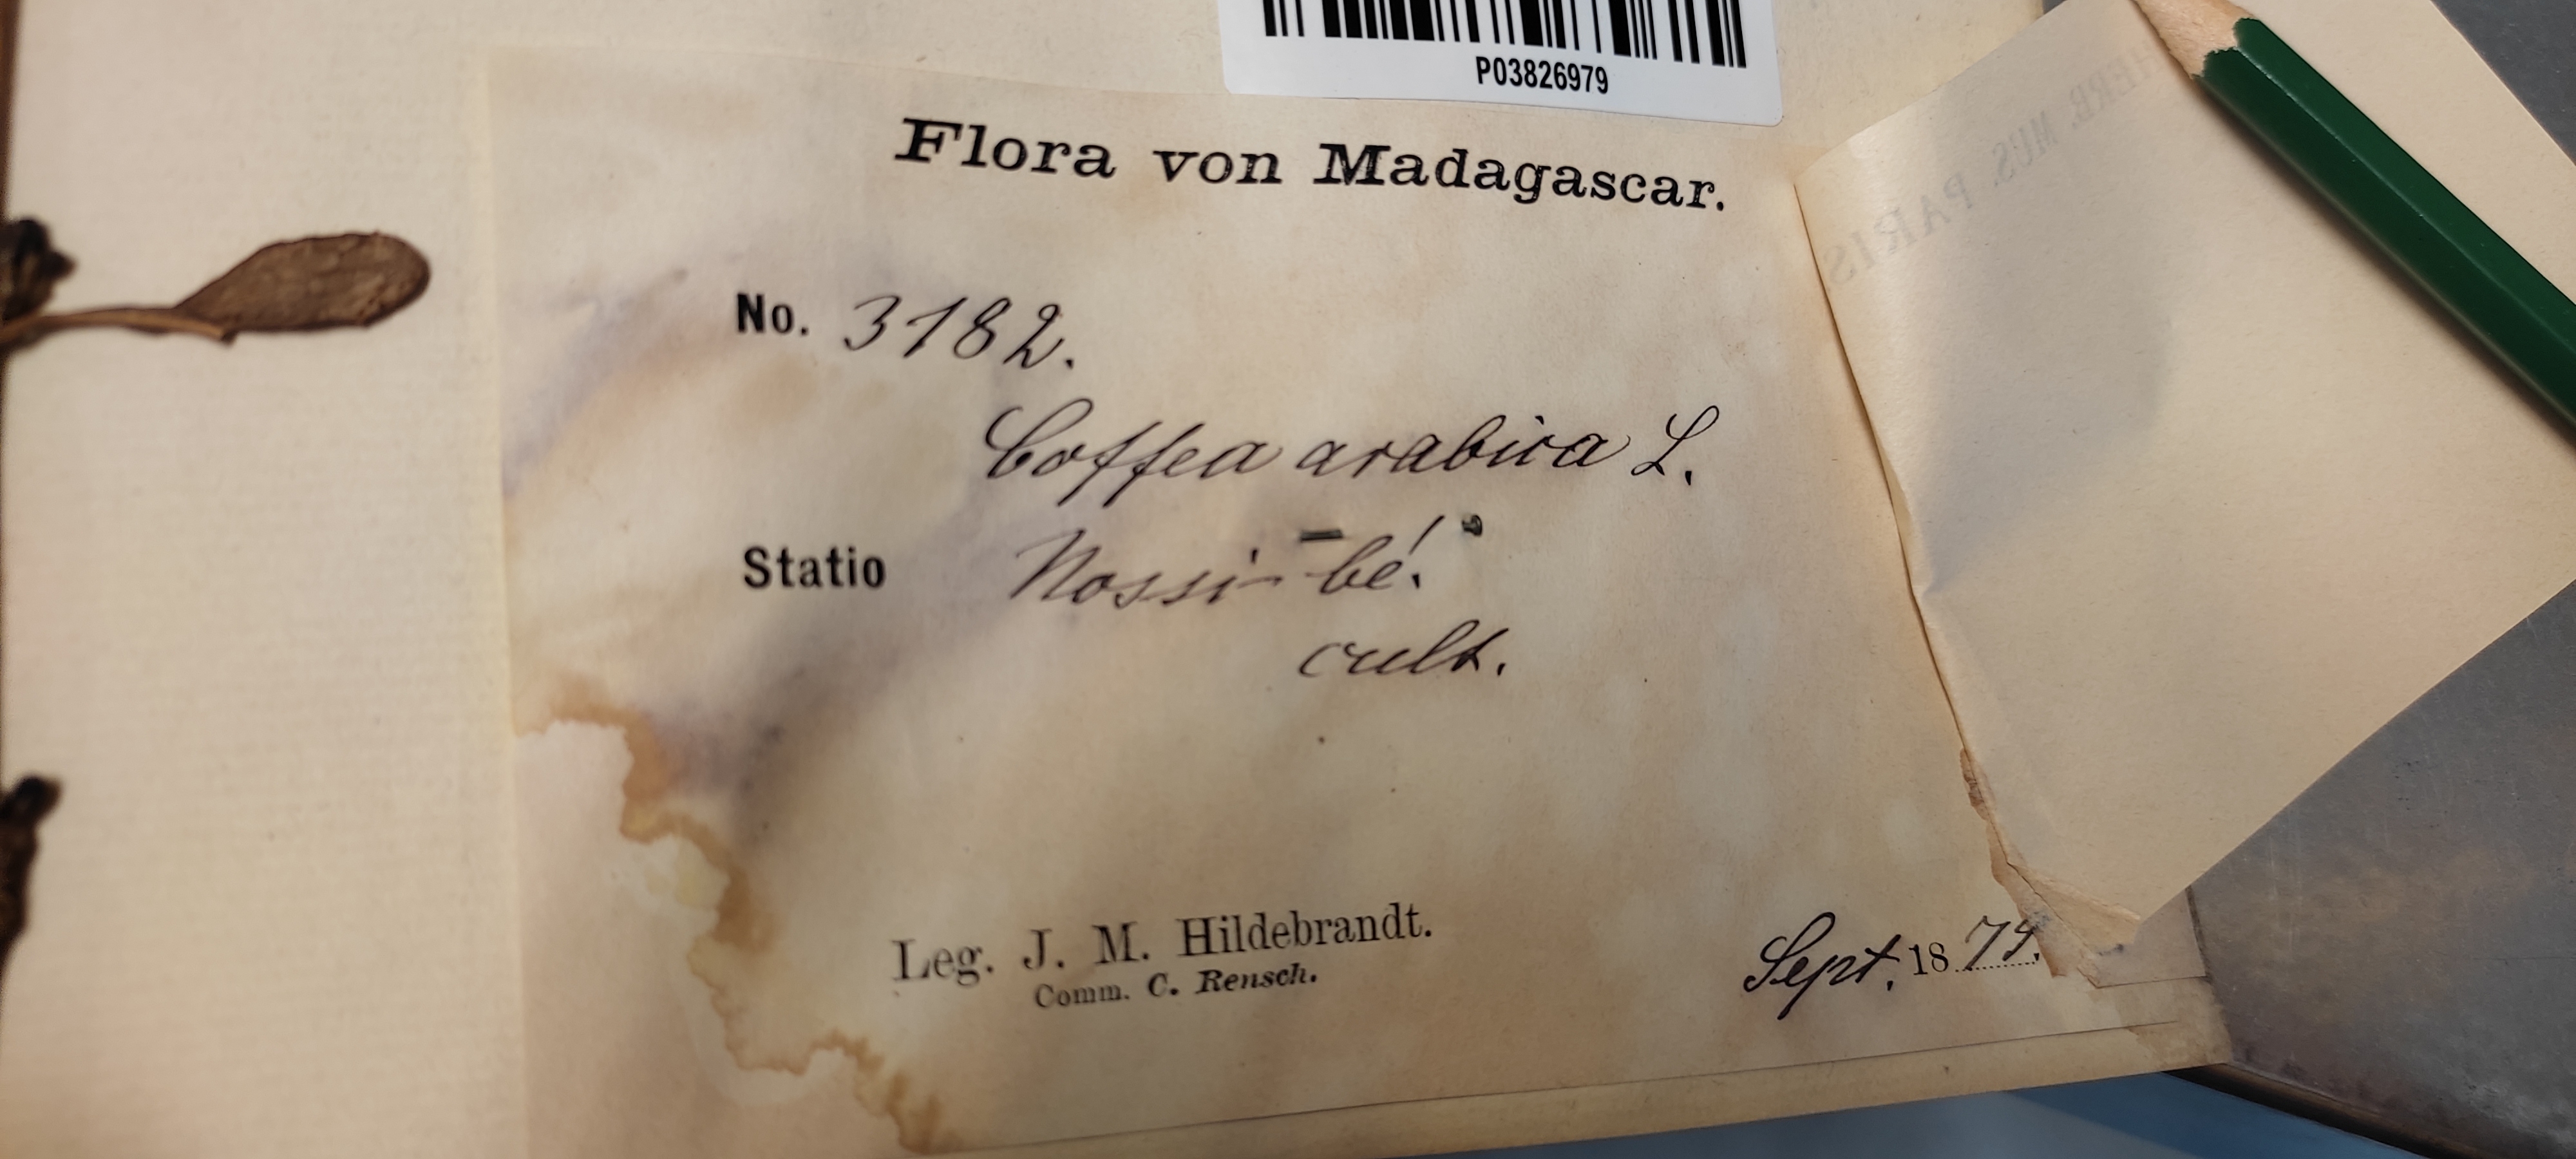 P03826979
HERB. MUS. PARIS
Flora von Madagascar.
No. 3182.
Coffea arabica L.
Statio Nossi-bé!
cult.
Leg. J. M. Hildebrandt.
Comm. C. Rensch.
Sept. 1879.